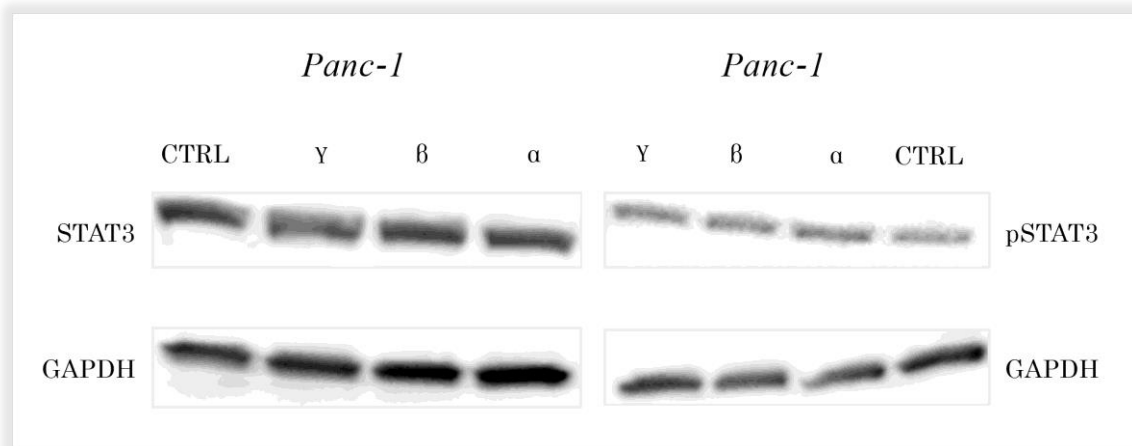 Panc-1 Panc-1
CTRL γ β α γ β α CTRL
STAT3 pSTAT3
GAPDH GAPDH